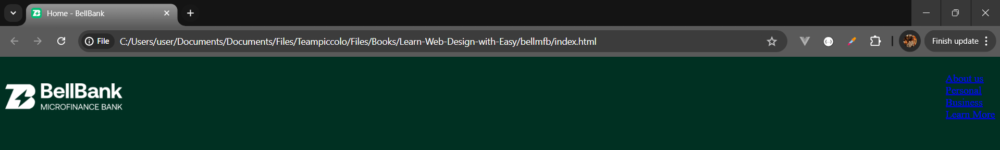 Home - BellBank
File
C:/Users/user/Documents/Documents/Files/Teampiccolo/Files/Books/Learn-Web-Design-with-Easy/bellmfb/index.html
{...}
Finish update
BellBank
MICROFINANCE BANK
About us
Personal
Business
Learn More